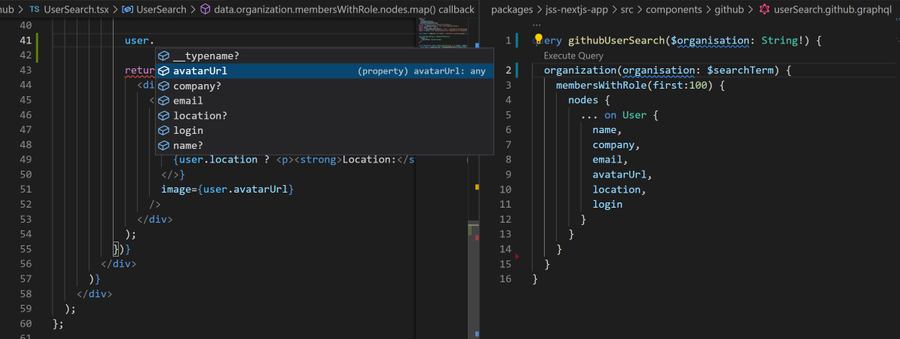 hub > UserSearch.tsx > UserSearch > data.organization.membersWithRole.nodes.map() callback
40
41 user.
__typename?
42
avatarUrl (property) avatarUrl: any
43 retur
company?
44 <di
email
45 <
location?
46
login
47
name?
48
49 {user.location ? <p><strong>Location:</s
50 </>}
51 image={user.avatarUrl}
52 />
53 </div>
54 );
55 })}
56 </div>
57 )}
58 </div>
59 );
60 };
61
packages > jss-nextjs-app > src > components > github > userSearch.github.graphql
...
1 ery githubUserSearch($organisation: String!) {
Execute Query
2 organization(organisation: $searchTerm) {
3 membersWithRole(first:100) {
4 nodes {
5 ... on User {
6 name,
7 company,
8 email,
9 avatarUrl,
10 location,
11 login
12 }
13 }
14 }
15 }
16 }